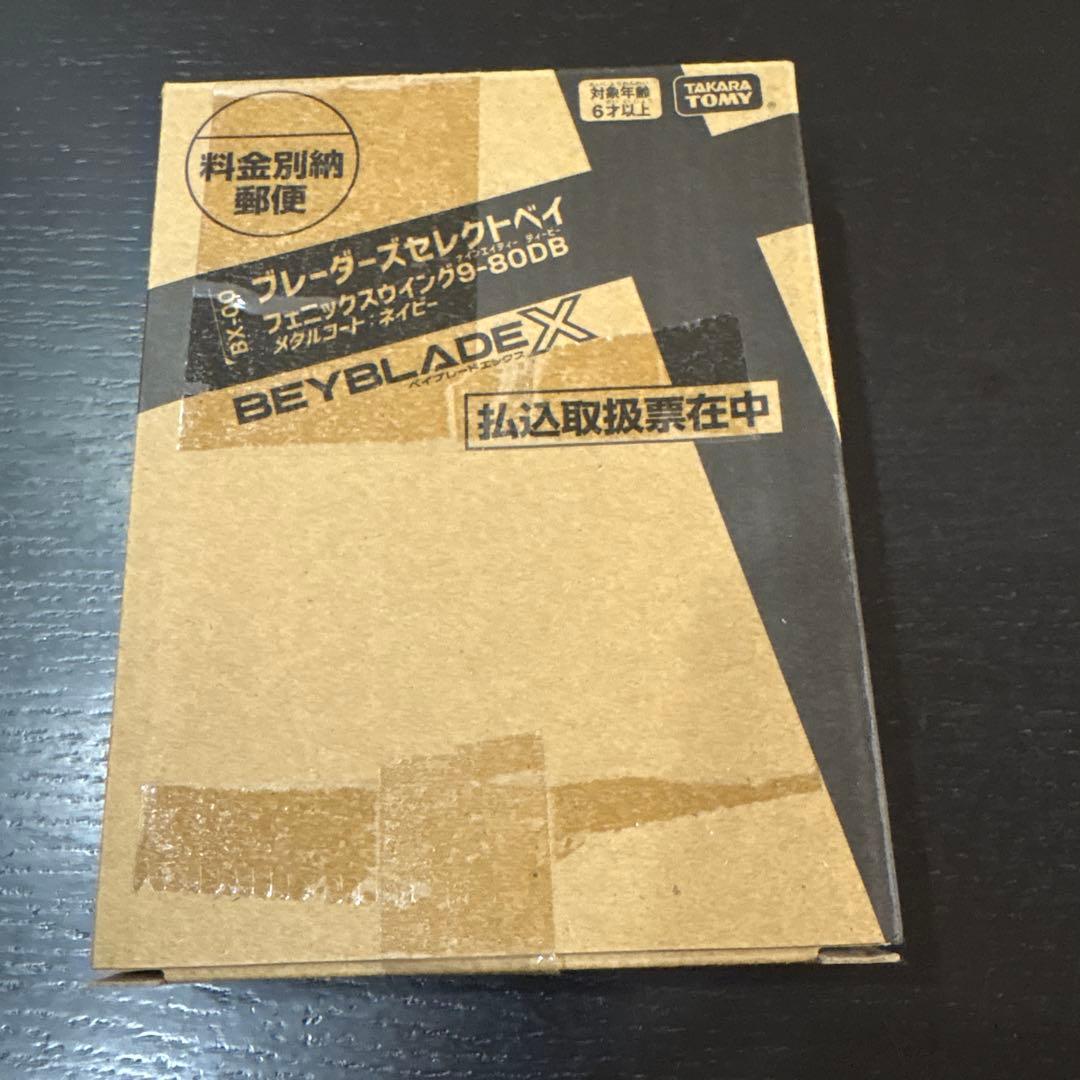 料金別納
郵便
対象年齢
6才以上
TAKARA
TOMY
BX-00
ブレーダーズセレクトベイ
ナインエイティー ディービー
フェニックスウイング9-80DB
メタルコート:ネイビー
BEYBLADE X
ベイブレードエックス
払込取扱票在中